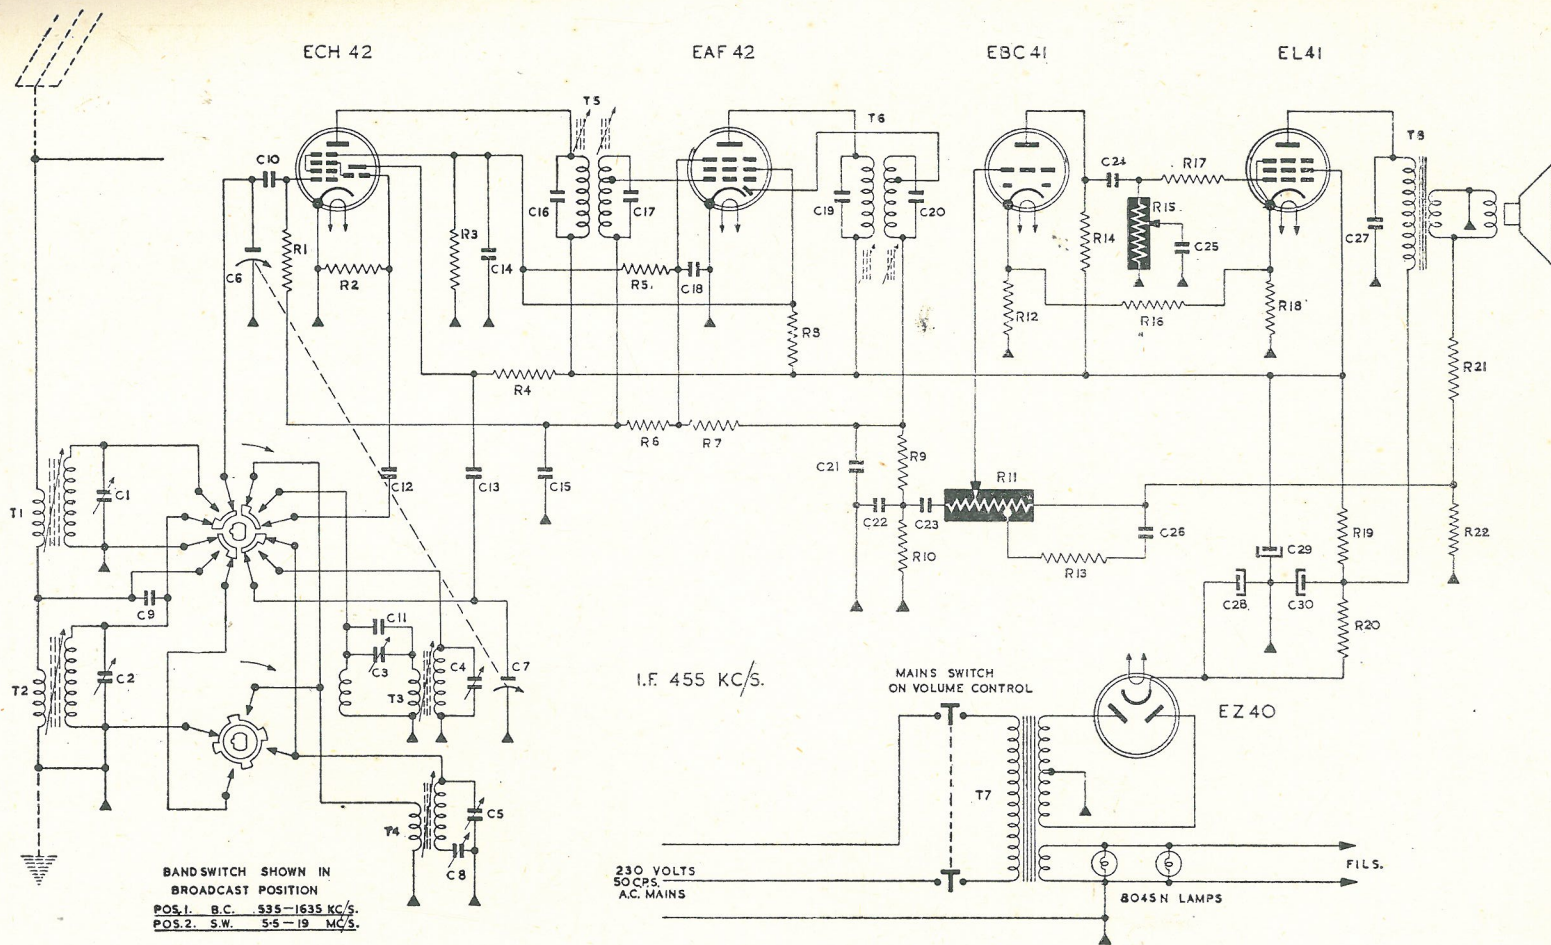 ECH 42
EAF 42
EBC 41
EL41
T5
T6
T8
C10
C24
R17
C16
C17
C19
C20
R15
R1
R3
C14
R14
C25
C27
C6
R2
R5.
C18
R12
R16
R18
R8
R4
R21
R6
R7
C1
C12
C13
C15
C21
R9
R11
T1
C22
C23
C26
R19
R22
R10
R13
C29
C9
C11
C28
C30
R20
C3
C4
C7
T2
C2
T3
I.F. 455 KC/S.
MAINS SWITCH
ON VOLUME CONTROL
EZ40
T7
T4
C5
C8
BANDSWITCH SHOWN IN
BROADCAST POSITION
POS.1. B.C. 535—1635 KC/S.
POS.2. S.W. 5·5—19 MC/S.
230 VOLTS
50 C.P.S.
A.C. MAINS
FILS.
8045N LAMPS